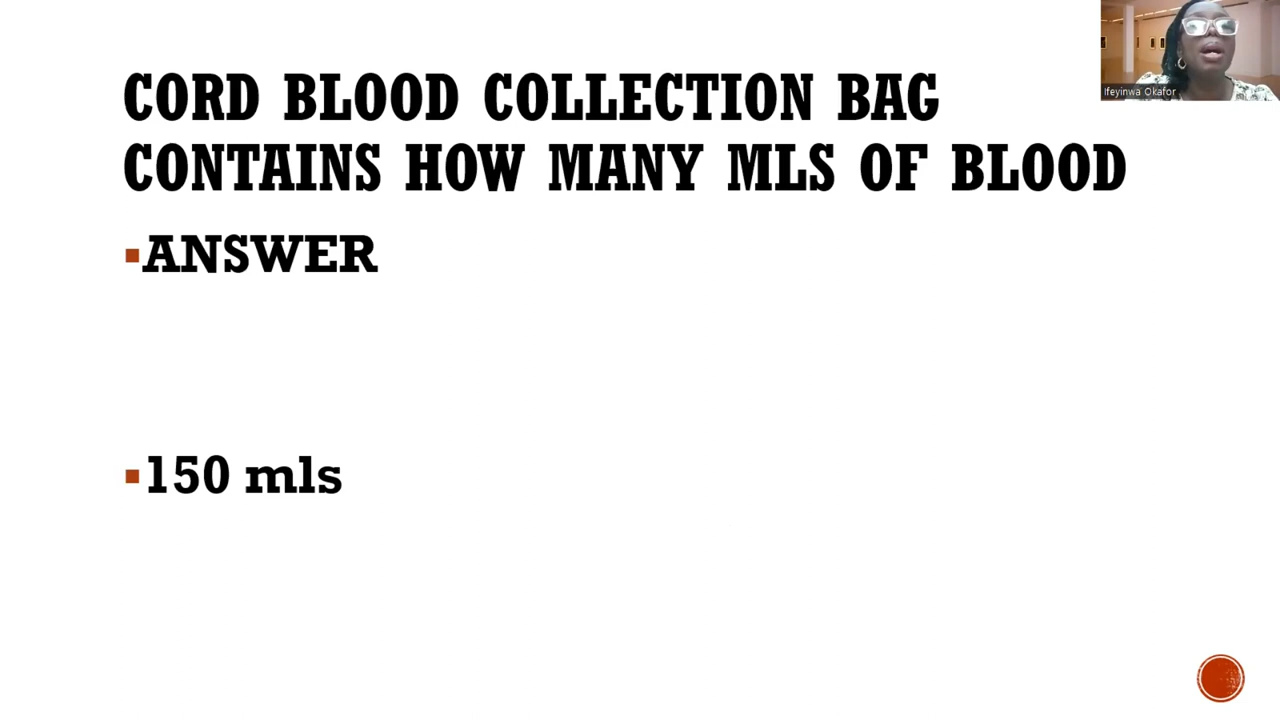 Ifeyinwa Okafor
CORD BLOOD COLLECTION BAG
CONTAINS HOW MANY MLS OF BLOOD
▪ANSWER
▪150 mls